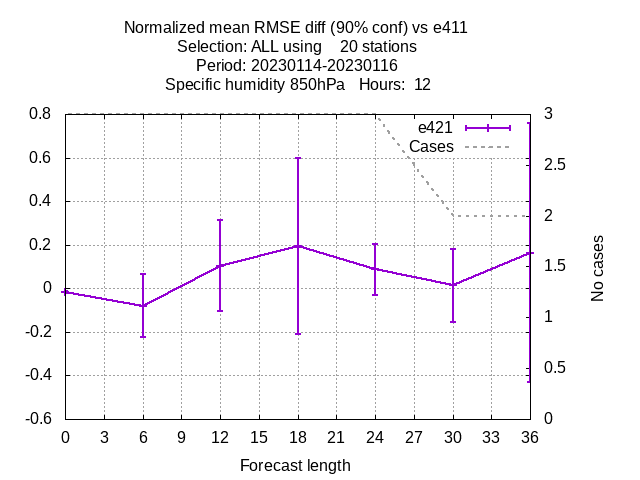 Normalized mean RMSE diff (90% conf) vs e411
Selection: ALL using    20 stations
Period: 20230114-20230116
Specific humidity 850hPa   Hours:  12
e421
Cases
0.8
0.6
0.4
0.2
0
-0.2
-0.4
-0.6
3
2.5
2
1.5
1
0.5
0
No cases
0 3 6 9 12 15 18 21 24 27 30 33 36
Forecast length